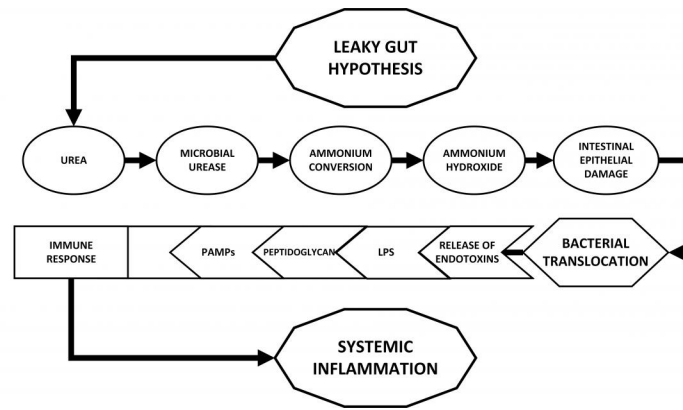 LEAKY GUT
HYPOTHESIS
UREA
MICROBIAL
UREASE
AMMONIUM
CONVERSION
AMMONIUM
HYDROXIDE
INTESTINAL
EPITHELIAL
DAMAGE
IMMUNE
RESPONSE
PAMPs
PEPTIDOGLYCAN
LPS
RELEASE OF
ENDOTOXINS
BACTERIAL
TRANSLOCATION
SYSTEMIC
INFLAMMATION